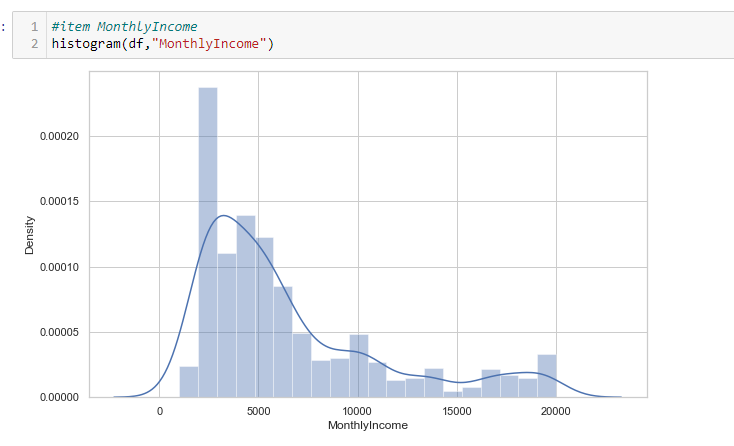 :
1 #item MonthlyIncome
2 histogram(df,"MonthlyIncome")
0.00020
0.00015
0.00010
0.00005
0.00000
Density
0 5000 10000 15000 20000
MonthlyIncome